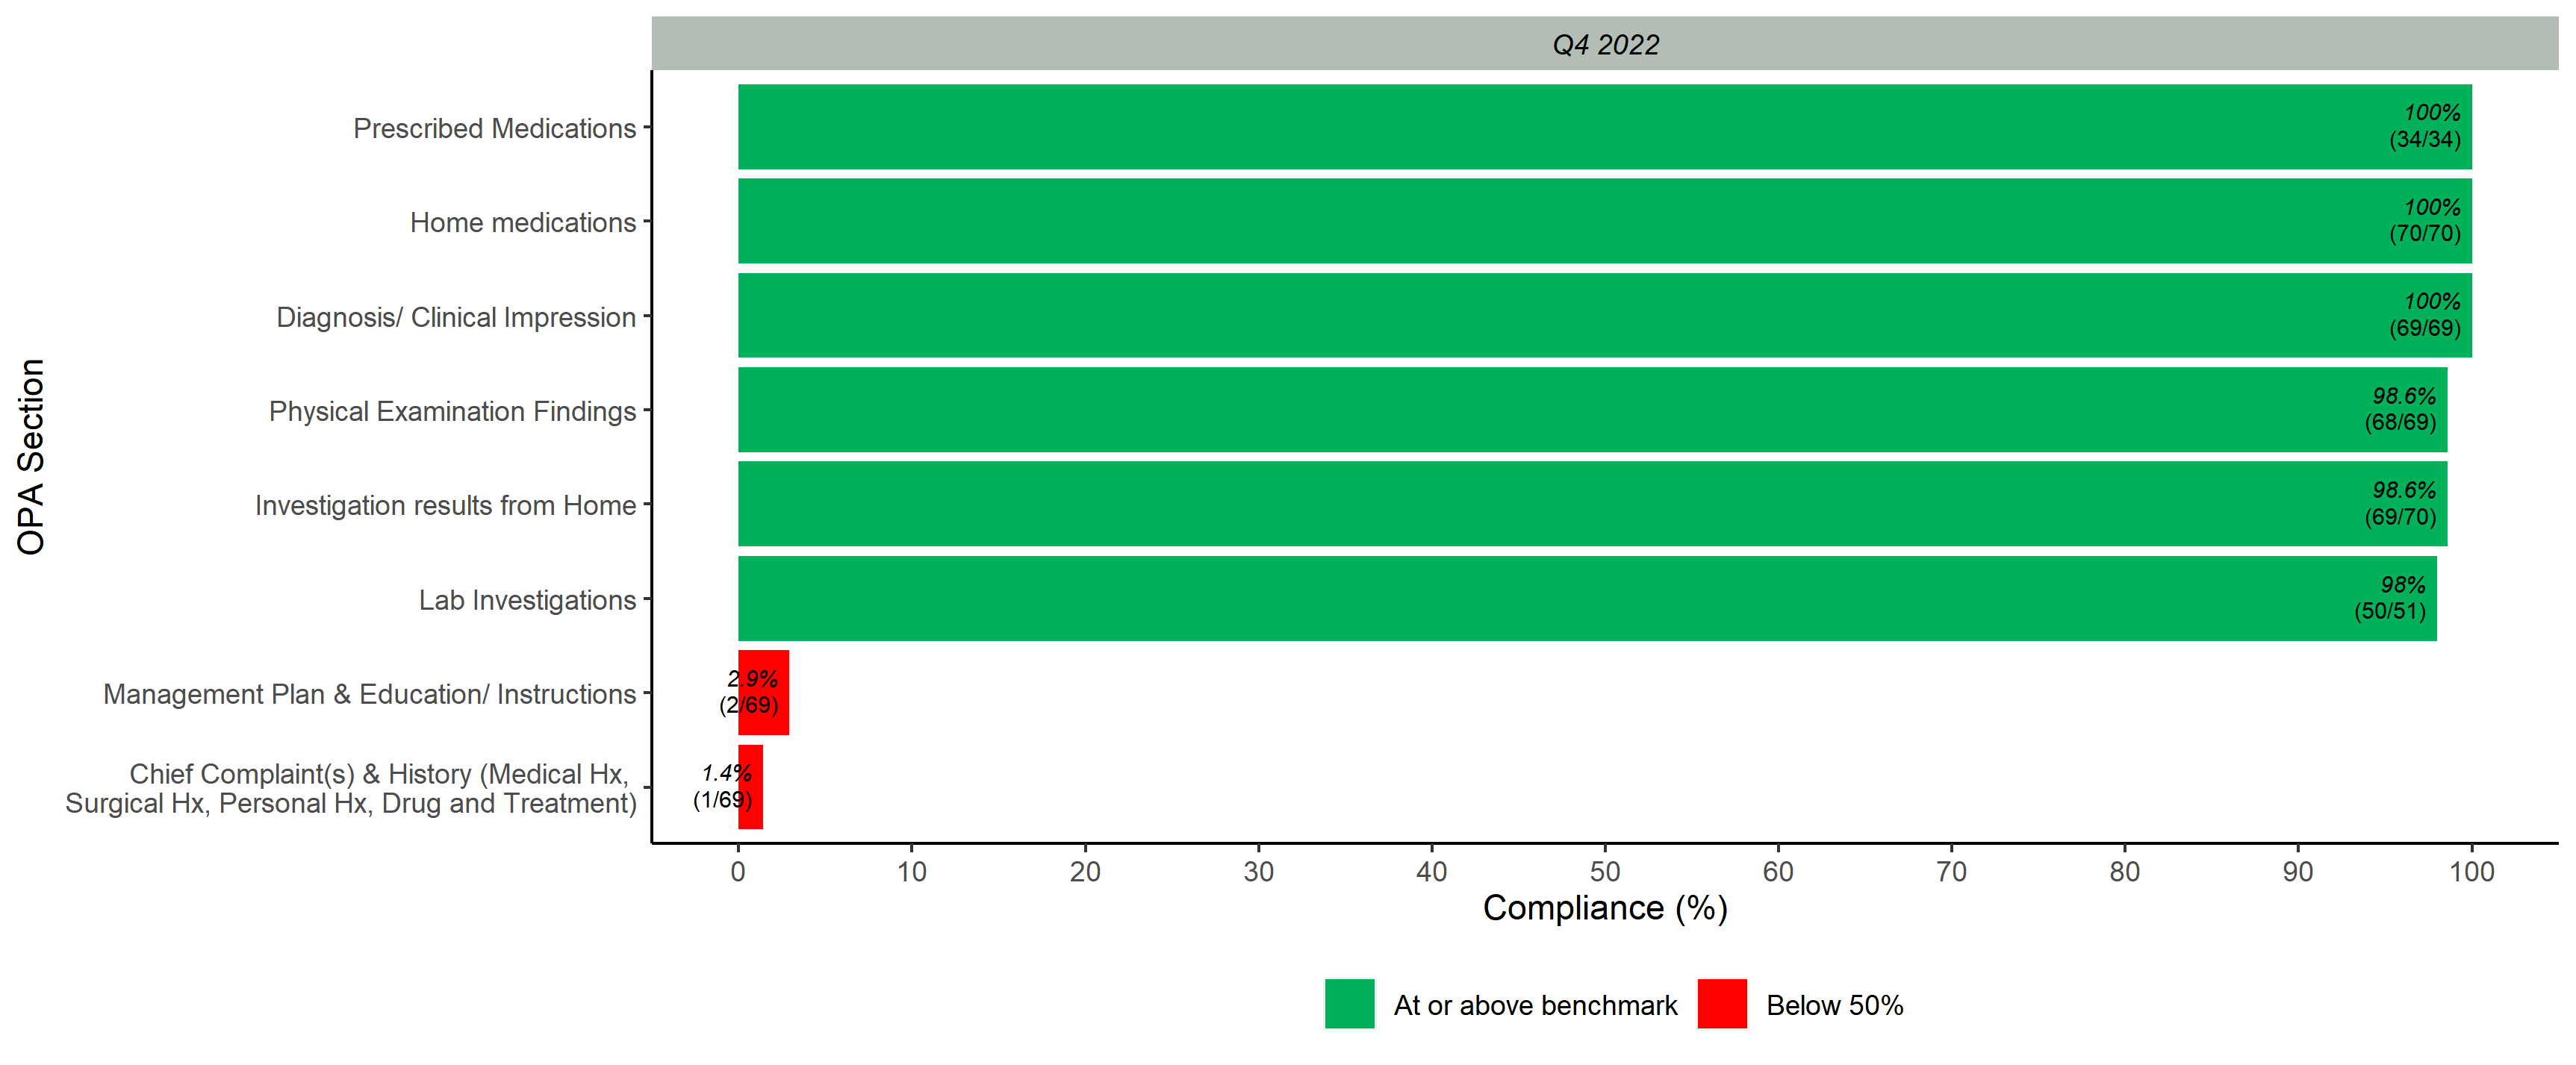 Q4 2022
OPA Section
Prescribed Medications
100%
(34/34)
Home medications
100%
(70/70)
Diagnosis/ Clinical Impression
100%
(69/69)
Physical Examination Findings
98.6%
(68/69)
Investigation results from Home
98.6%
(69/70)
Lab Investigations
98%
(50/51)
Management Plan & Education/ Instructions
2.9%
(2/69)
Chief Complaint(s) & History (Medical Hx,
Surgical Hx, Personal Hx, Drug and Treatment)
1.4%
(1/69)
0 10 20 30 40 50 60 70 80 90 100
Compliance (%)
At or above benchmark Below 50%